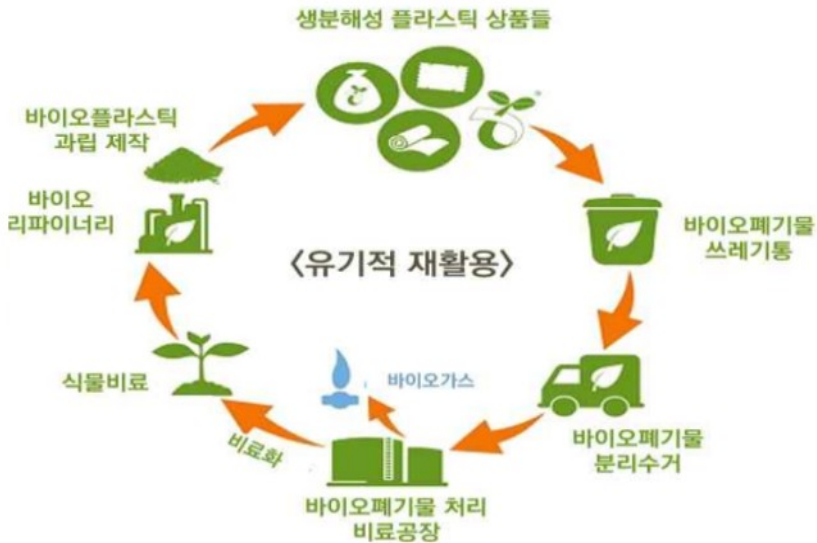 생분해성 플라스틱 상품들
바이오플라스틱
과립 제작
바이오
리파이너리
바이오폐기물
쓰레기통
<유기적 재활용>
식물비료
바이오가스
비료화
바이오폐기물
분리수거
바이오폐기물 처리
비료공장